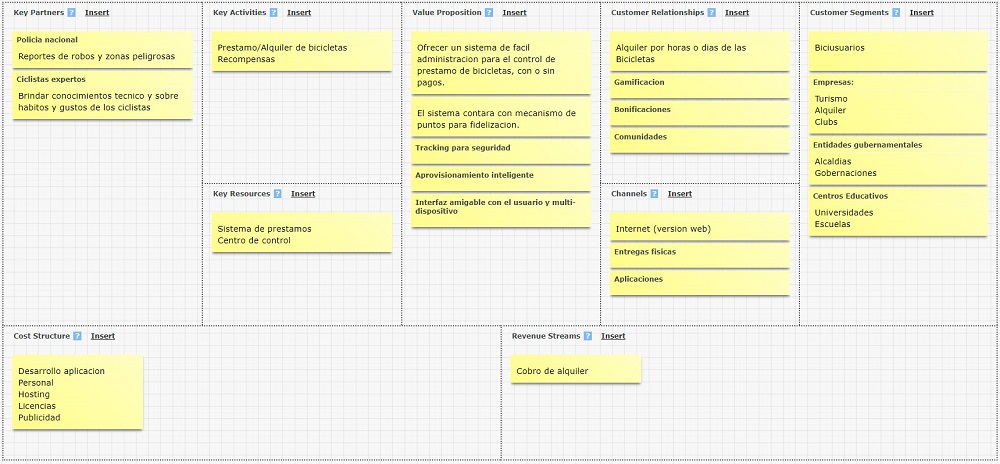 Key Partners ? Insert
Policia nacional
Reportes de robos y zonas peligrosas
Ciclistas expertos
Brindar conocimientos tecnico y sobre
habitos y gustos de los ciclistas
Key Activities ? Insert
Prestamo/Alquiler de bicicletas
Recompensas
Key Resources ? Insert
Sistema de prestamos
Centro de control
Value Proposition ? Insert
Ofrecer un sistema de facil
administracion para el control de
prestamo de bicicletas, con o sin
pagos.
El sistema contara con mecanismo de
puntos para fidelizacion.
Tracking para seguridad
Aprovisionamiento inteligente
Interfaz amigable con el usuario y multi-
dispositivo
Customer Relationships ? Insert
Alquiler por horas o dias de las
Bicicletas
Gamificacion
Bonificaciones
Comunidades
Channels ? Insert
Internet (version web)
Entregas fisicas
Aplicaciones
Customer Segments ? Insert
Biciusuarios
Empresas:
Turismo
Alquiler
Clubs
Entidades gubernamentales
Alcaldias
Gobernaciones
Centros Educativos
Universidades
Escuelas
Cost Structure ? Insert
Desarrollo aplicacion
Personal
Hosting
Licencias
Publicidad
Revenue Streams ? Insert
Cobro de alquiler